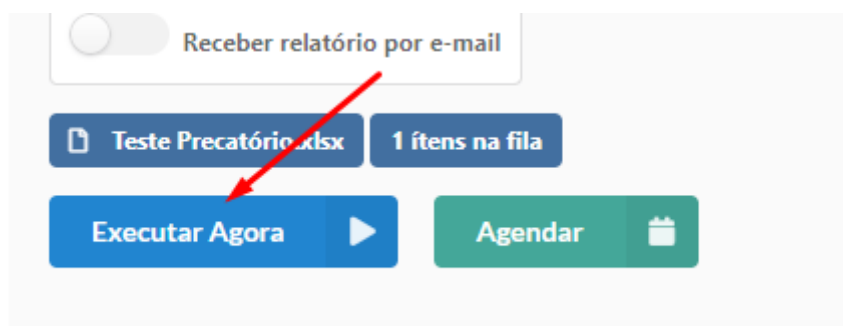 Receber relatório por e-mail
Teste Precatório.xlsx 1 ítens na fila
Executar Agora Agendar